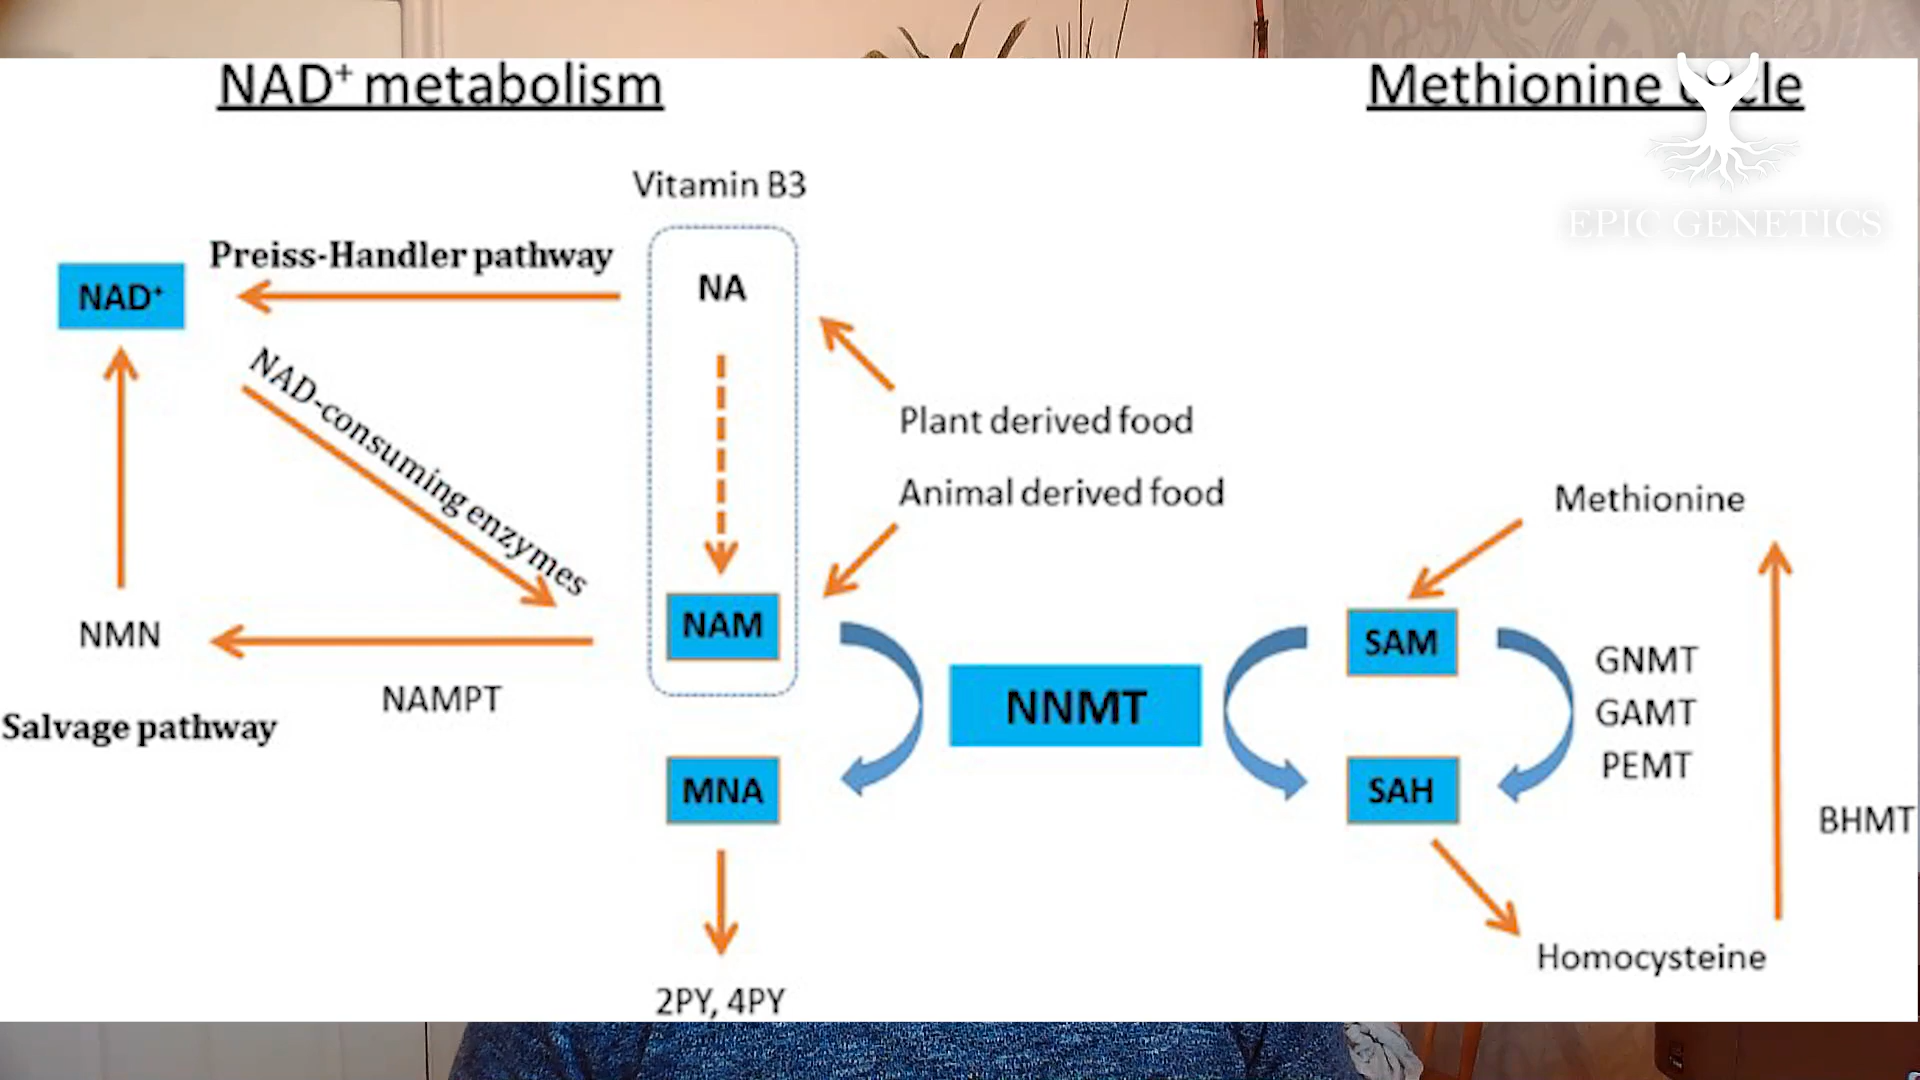 NAD⁺ metabolism
Methionine cle
EPIC GENETICS
Vitamin B3
Preiss-Handler pathway
NAD⁺
NA
NAD-consuming enzymes
Plant derived food
Animal derived food
Methionine
NMN
NAM
SAM
GNMT
GAMT
PEMT
NNMT
NAMPT
Salvage pathway
MNA
SAH
BHMT
Homocysteine
2PY, 4PY